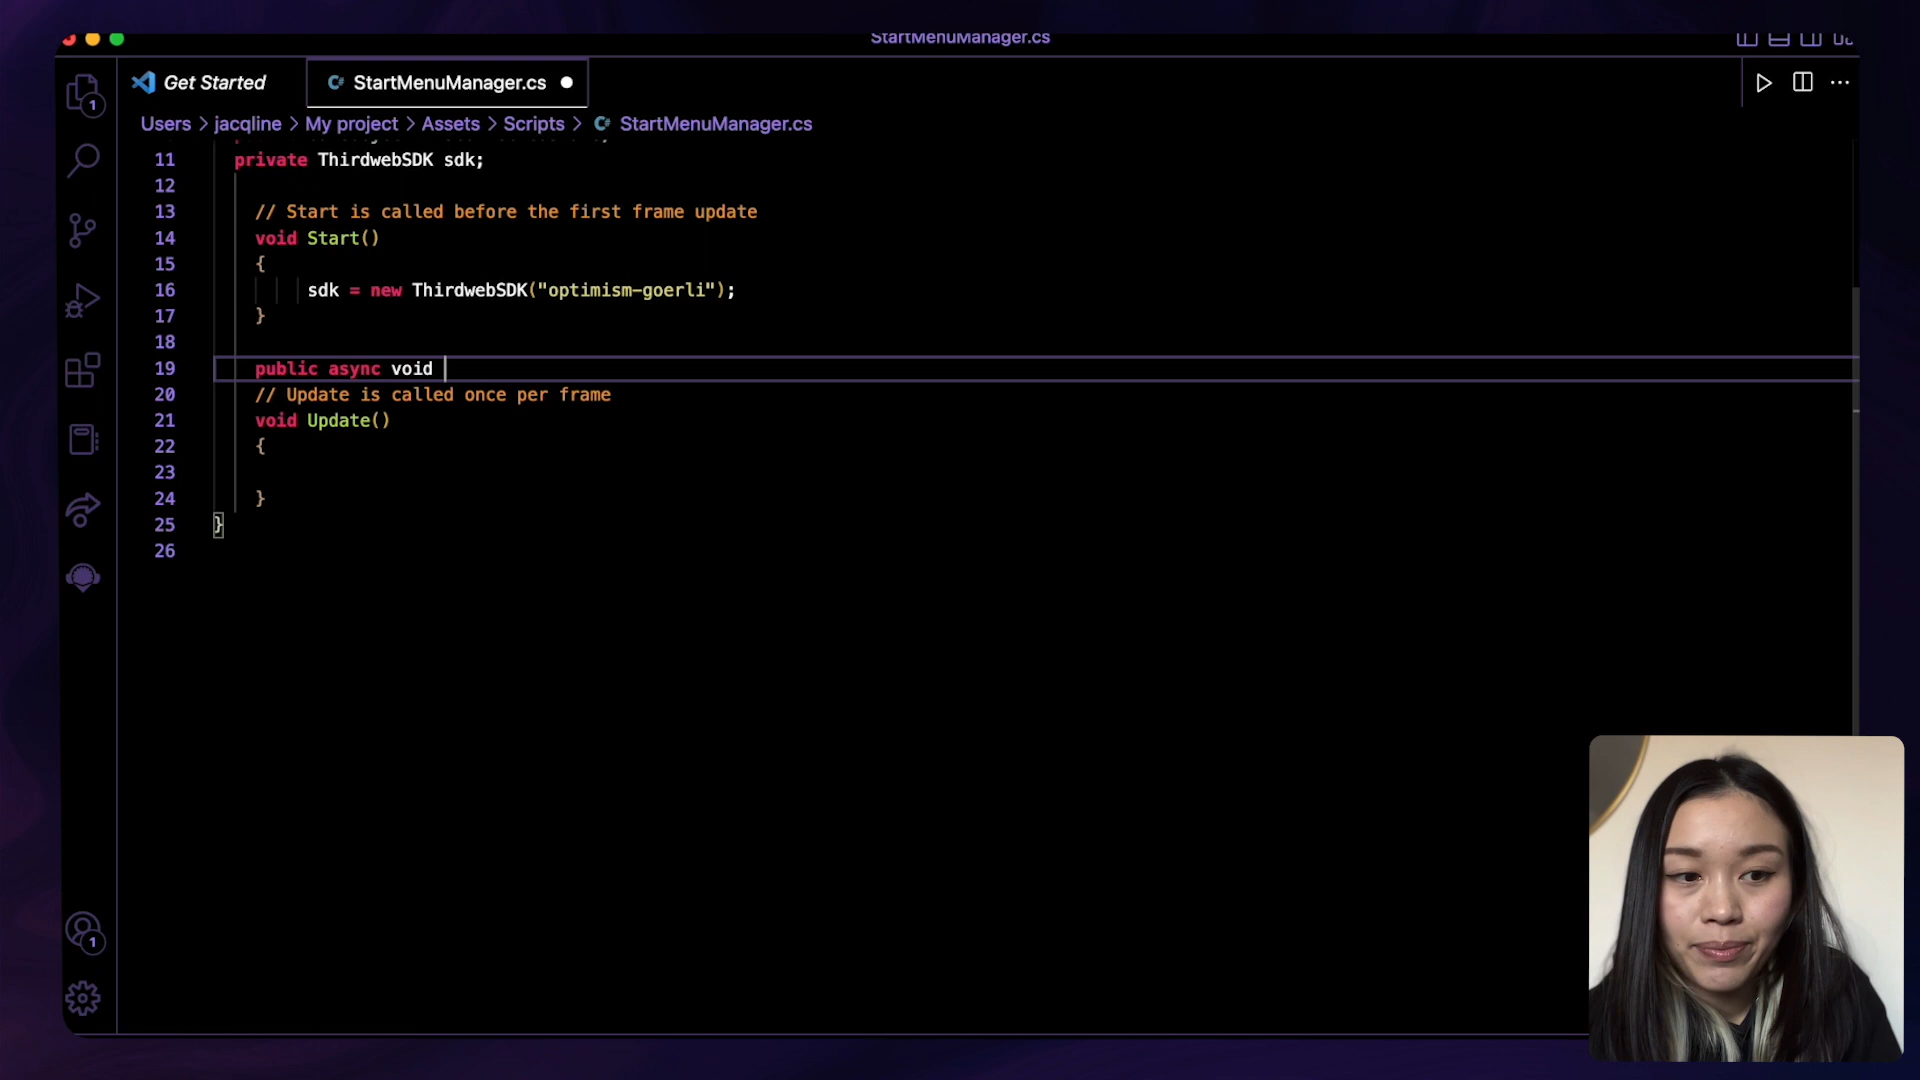 StartMenuManager.cs
Get Started
C# StartMenuManager.cs
Users > jacqline > My project > Assets > Scripts > C# StartMenuManager.cs
11 private ThirdwebSDK sdk;
12
13 // Start is called before the first frame update
14 void Start()
15 {
16 sdk = new ThirdwebSDK("optimism-goerli");
17 }
18
19 public async void
20 // Update is called once per frame
21 void Update()
22 {
23
24 }
25 }
26
1
1